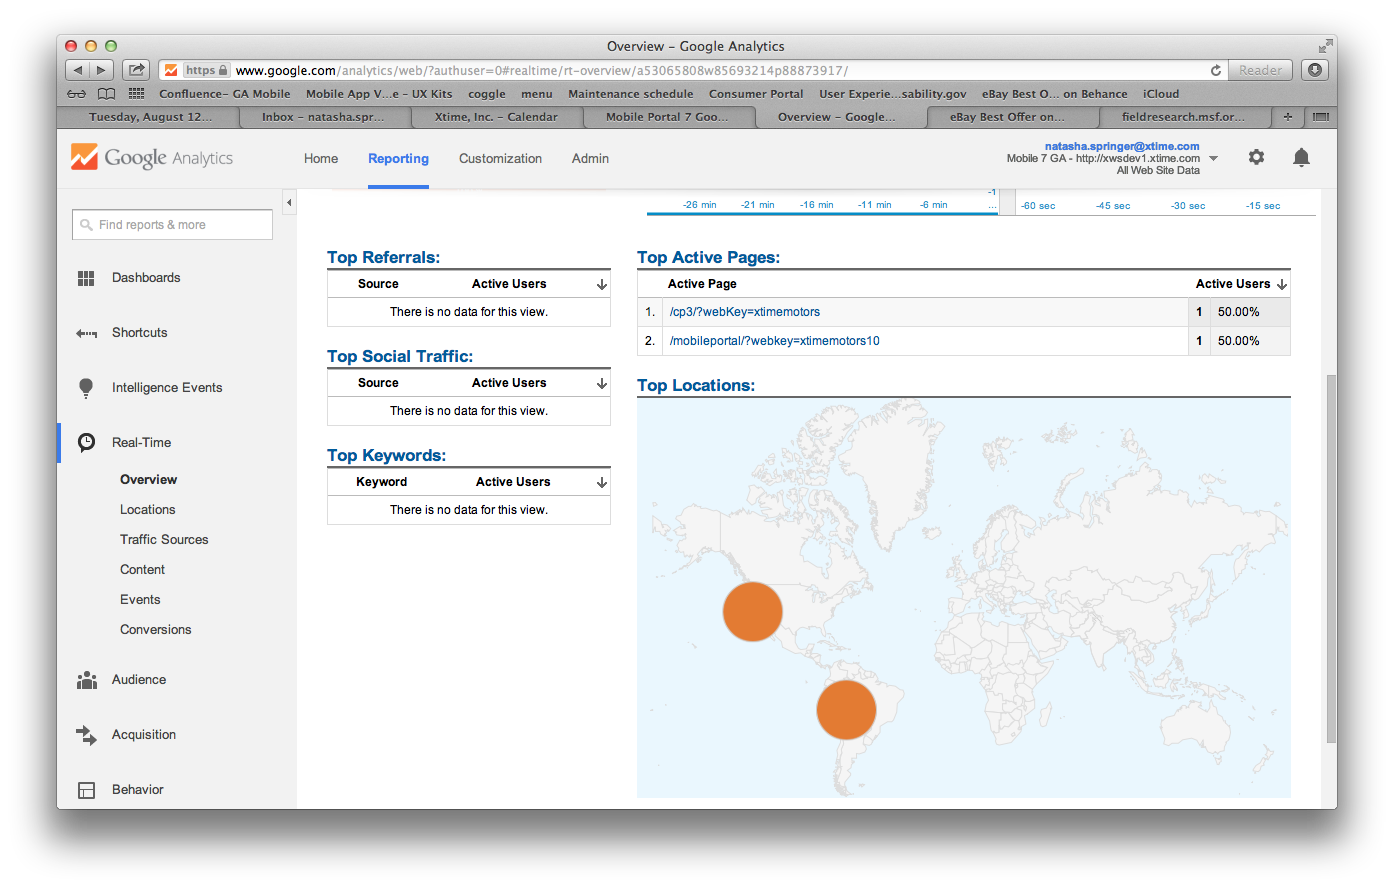 Overview – Google Analytics
https www.google.com/analytics/web/?authuser=0#realtime/rt-overview/a53065808w85693214p88873917/ Reader
Confluence- GA Mobile Mobile App V...e - UX Kits coggle menu Maintenance schedule Consumer Portal User Experie...sability.gov eBay Best O... on Behance iCloud
Tuesday, August 12... Inbox – natasha.spr... Xtime, Inc. – Calendar Mobile Portal 7 Goo... Overview – Google... eBay Best Offer on... fieldresearch.msf.or... +
Google Analytics Home Reporting Customization Admin
natasha.springer@xtime.com
Mobile 7 GA - http://xwsdev1.xtime.com
All Web Site Data
Find reports & more
Dashboards
Shortcuts
Intelligence Events
Real-Time
Overview
Locations
Traffic Sources
Content
Events
Conversions
Audience
Acquisition
Behavior
-26 min -21 min -16 min -11 min -6 min -1 ... -60 sec -45 sec -30 sec -15 sec
Top Referrals:
Source Active Users
There is no data for this view.
Top Social Traffic:
Source Active Users
There is no data for this view.
Top Keywords:
Keyword Active Users
There is no data for this view.
Top Active Pages:
Active Page Active Users
1. /cp3/?webKey=xtimemotors 1 50.00%
2. /mobileportal/?webkey=xtimemotors10 1 50.00%
Top Locations: